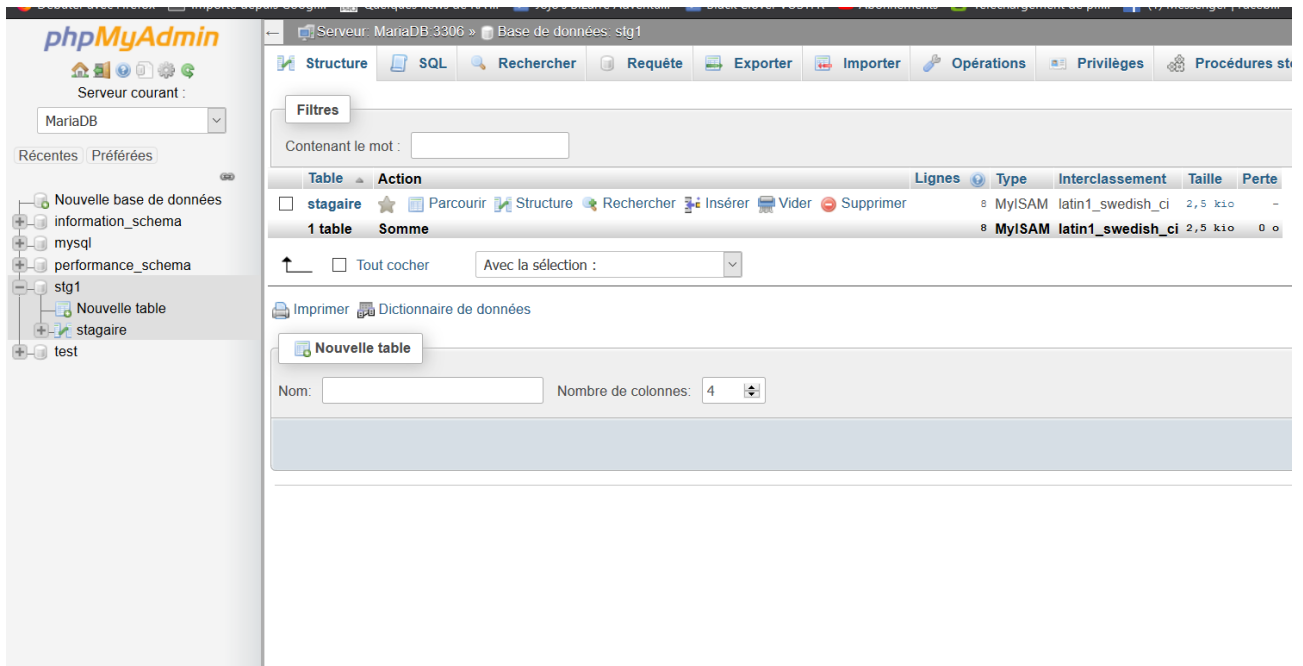 phpMyAdmin
Serveur courant :
MariaDB
Récentes Préférées
Nouvelle base de données
information_schema
mysql
performance_schema
stg1
Nouvelle table
stagaire
test
Serveur: MariaDB:3306 » Base de données: stg1
Structure SQL Rechercher Requête Exporter Importer Opérations Privilèges
Filtres
Contenant le mot :
Table Action Lignes Type Interclassement Taille Perte
stagaire Parcourir Structure Rechercher Insérer Vider Supprimer 8 MyISAM latin1_swedish_ci 2,5 kio -
1 table Somme 8 MyISAM latin1_swedish_ci 2,5 kio 0 o
Tout cocher Avec la sélection :
Imprimer Dictionnaire de données
Nouvelle table
Nom: Nombre de colonnes: 4